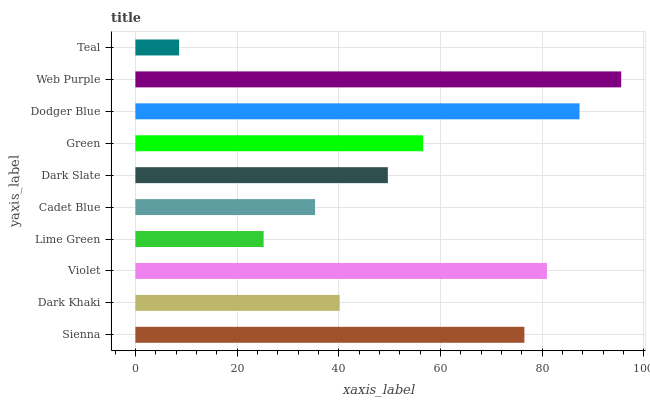 title
Teal
Web Purple
Dodger Blue
Green
Dark Slate
Cadet Blue
Lime Green
Violet
Dark Khaki
Sienna
yaxis_label
0 20 40 60 80 100
xaxis_label